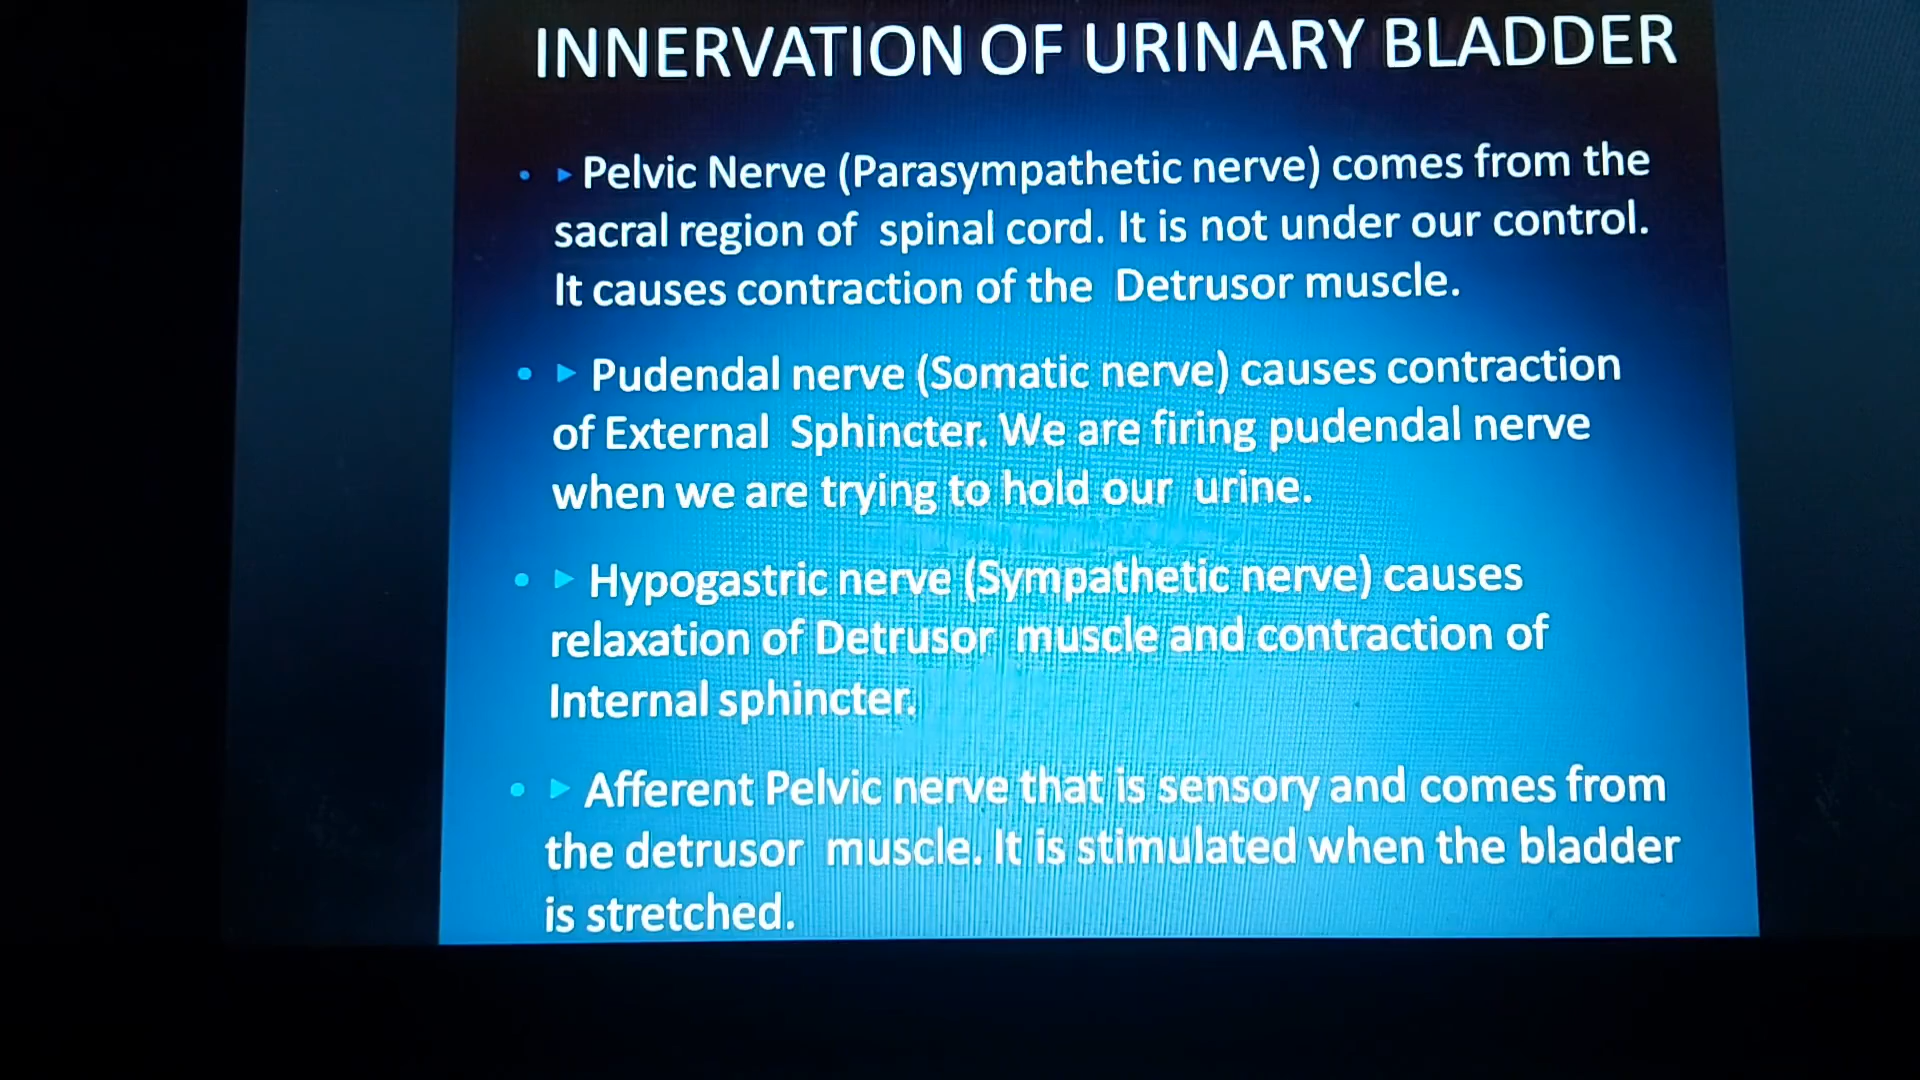 INNERVATION OF URINARY BLADDER
• ▶ Pelvic Nerve (Parasympathetic nerve) comes from the
sacral region of spinal cord. It is not under our control.
It causes contraction of the Detrusor muscle.
• ▶ Pudendal nerve (Somatic nerve) causes contraction
of External Sphincter. We are firing pudendal nerve
when we are trying to hold our urine.
• ▶ Hypogastric nerve (Sympathetic nerve) causes
relaxation of Detrusor muscle and contraction of
Internal sphincter.
• ▶ Afferent Pelvic nerve that is sensory and comes from
the detrusor muscle. It is stimulated when the bladder
is stretched.